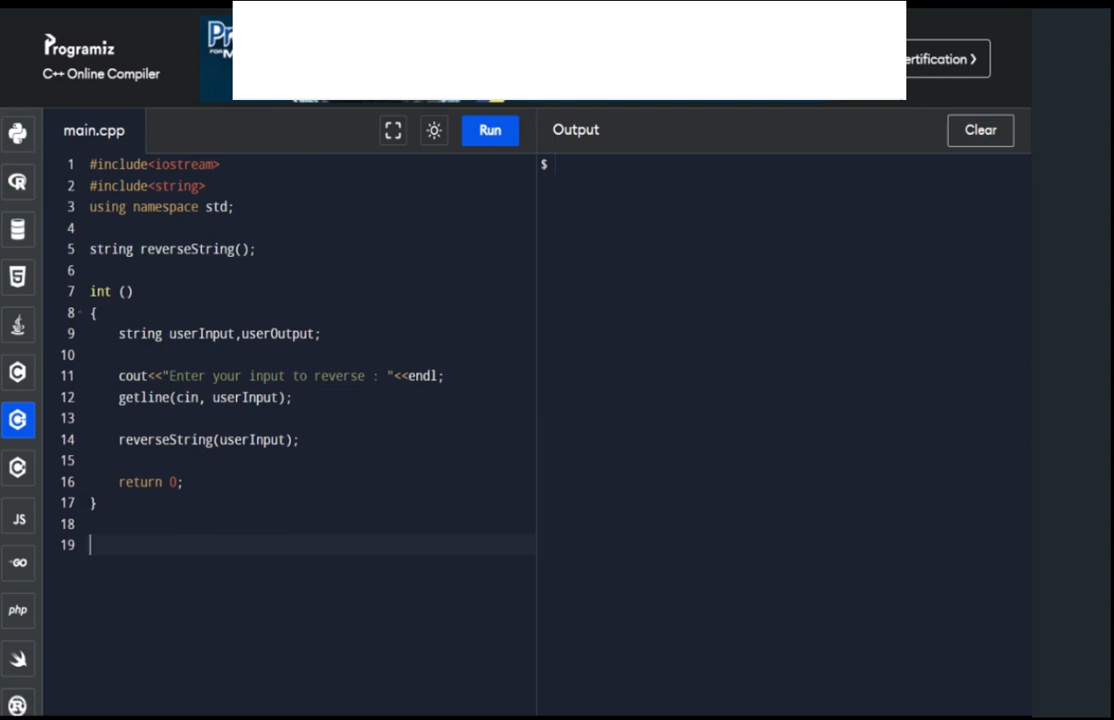 Pr
FOR M
Programiz
C++ Online Compiler
ertification >
main.cpp
Run
Output
Clear
1 #include<iostream>
2 #include<string>
3 using namespace std;
4
5 string reverseString();
6
7 int ()
8 {
9 string userInput,userOutput;
10
11 cout<<"Enter your input to reverse : "<<endl;
12 getline(cin, userInput);
13
14 reverseString(userInput);
15
16 return 0;
17 }
18
19
$
JS
GO
php